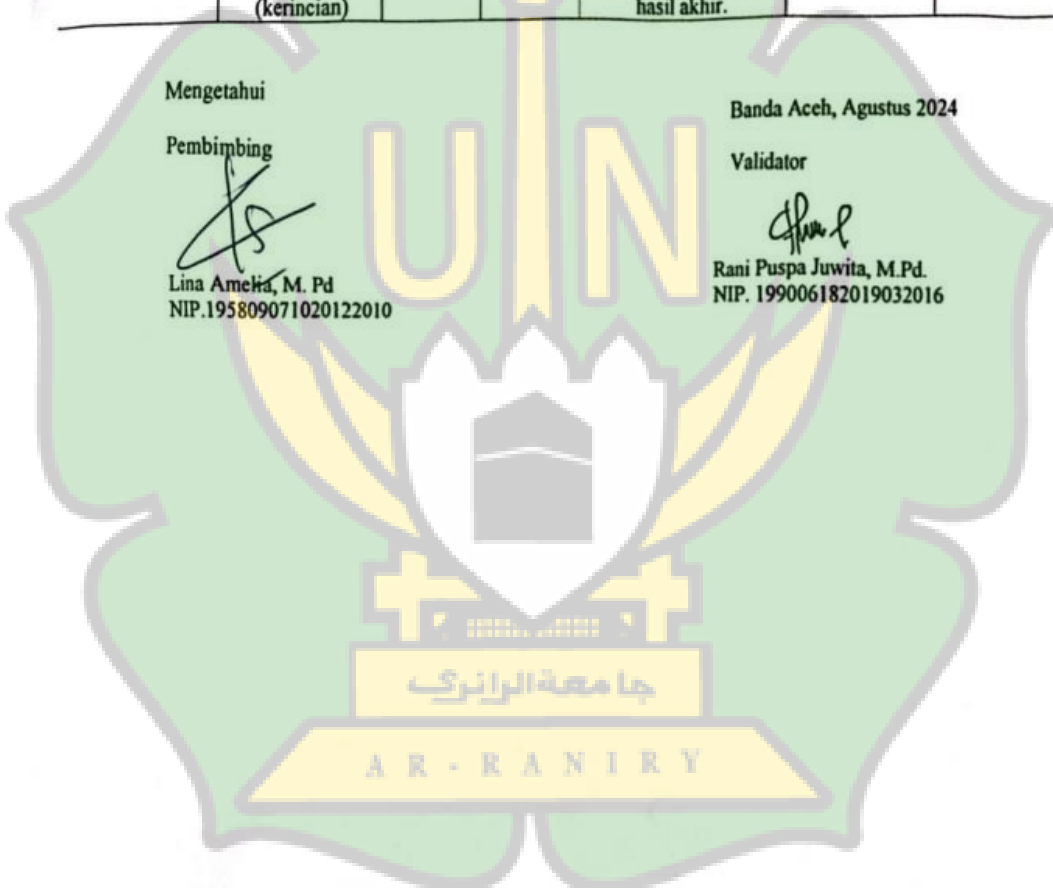 (kerincian) hasil akhir.
Mengetahui
Pembimbing
Lina Amelia, M. Pd
NIP.195809071020122010
Banda Aceh, Agustus 2024
Validator
Rani Puspa Juwita, M.Pd.
NIP. 199006182019032016
UIN
جامعة الرانري
AR-RANIRY